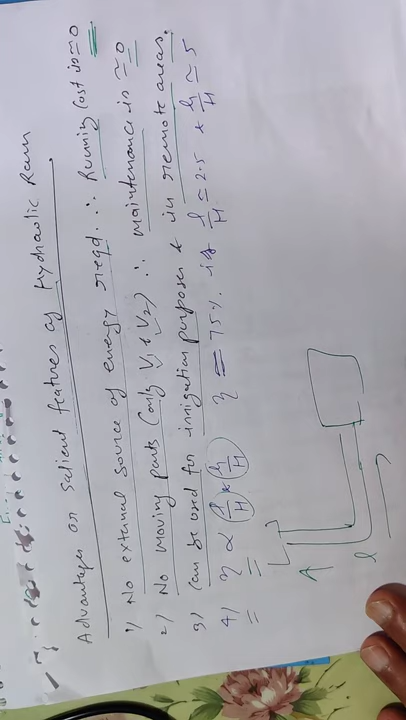 Advantages or salient features of Hydraulic Ram
1) No external source of energy reqd. ∴ Running Cost is ≈ 0
2) No moving parts (only V1 & V2) ∴ maintenance is ≈ 0
3) Can be used for irrigation purposes & in remote areas.
4) η ∝ (l/H) & (h/H) η ≈ 75% if l/H ≈ 2.5 & h/H ≈ 5
H
l